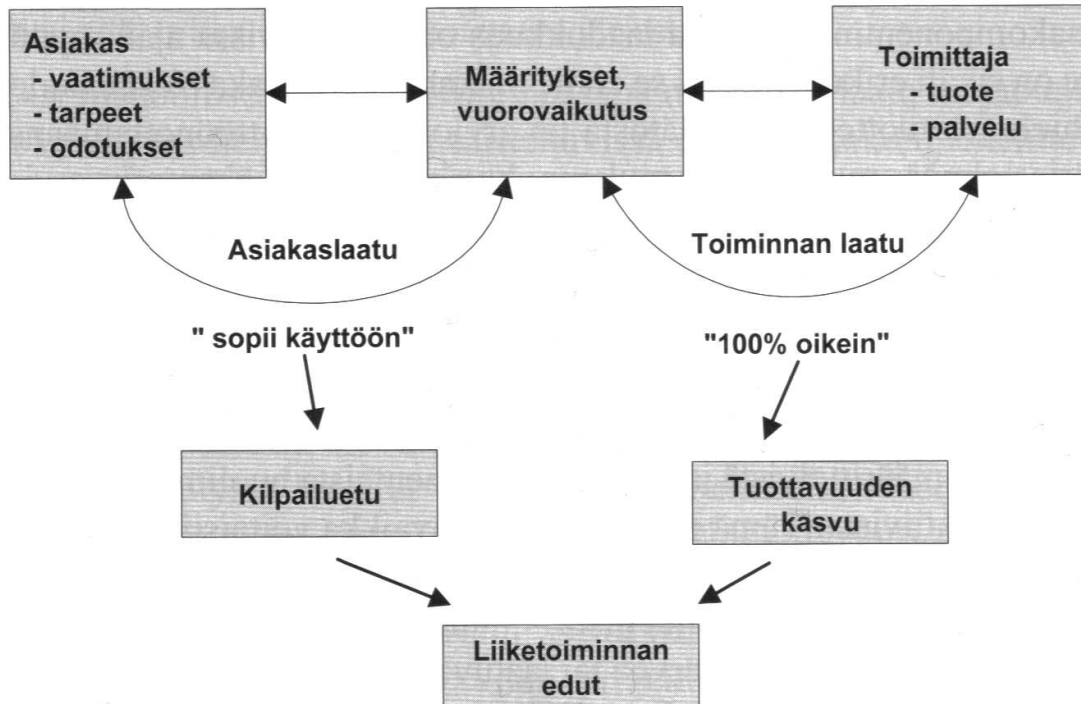 Asiakas
- vaatimukset
- tarpeet
- odotukset
Määritykset,
vuorovaikutus
Toimittaja
- tuote
- palvelu
Asiakaslaatu
Toiminnan laatu
" sopii käyttöön"
"100% oikein"
Kilpailuetu
Tuottavuuden
kasvu
Liiketoiminnan
edut